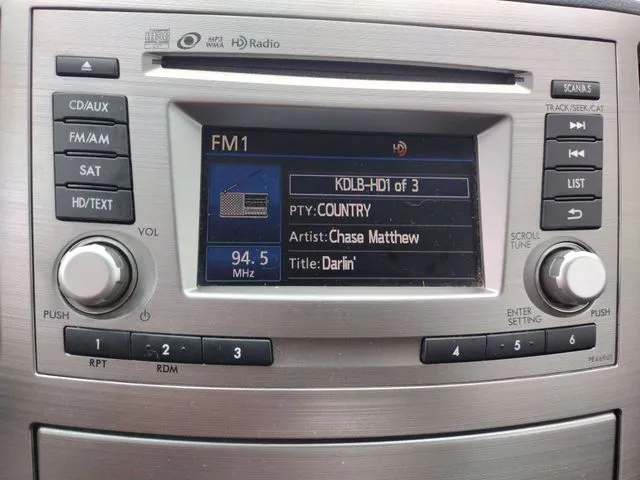 disc
MP3
WMA
HD Radio
CD/AUX
FM/AM
SAT
HD/TEXT
SCAN/A.S
TRACK/SEEK/CAT
LIST
FM1
HD
KDLB-HD1 of 3
PTY:COUNTRY
Artist:Chase Matthew
Title:Darlin'
94.5
MHz
VOL
PUSH
SCROLL
TUNE
ENTER
SETTING
PUSH
1
2
3
4
5
6
RPT
RDM